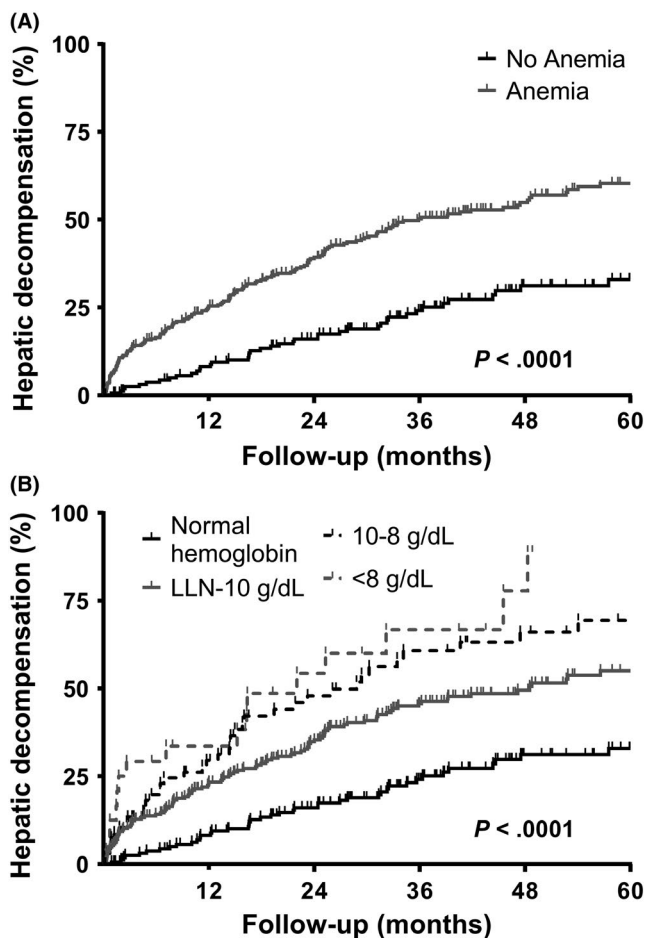 (A)
Hepatic decompensation (%)
100
75
50
25
0
No Anemia
Anemia
P < .0001
12 24 36 48 60
Follow-up (months)
(B)
Hepatic decompensation (%)
100
75
50
25
0
Normal
hemoglobin
LLN-10 g/dL
10-8 g/dL
<8 g/dL
P < .0001
12 24 36 48 60
Follow-up (months)